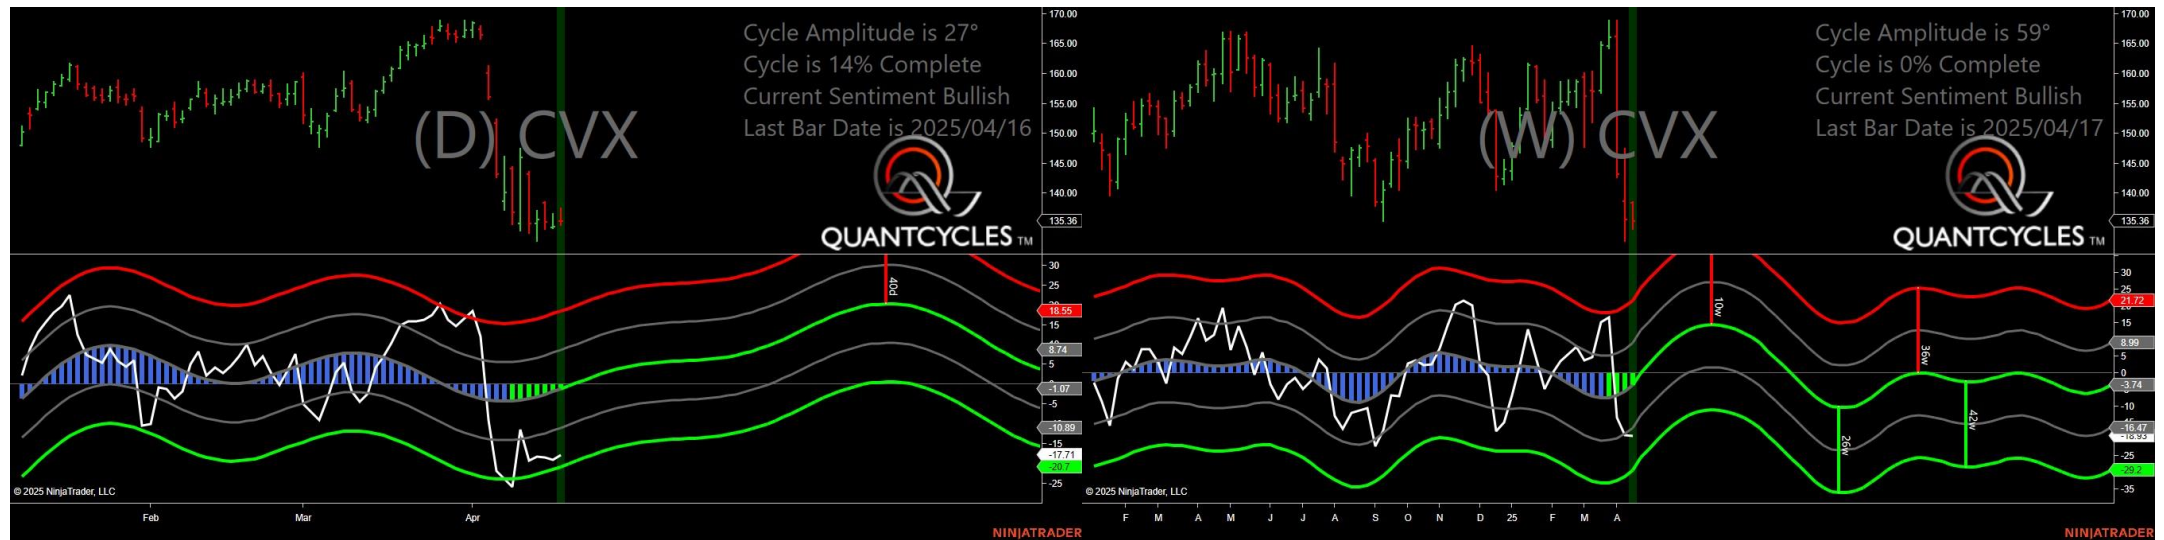 Cycle Amplitude is 27°
Cycle is 14% Complete
Current Sentiment Bullish
Last Bar Date is 2025/04/16
(D) CVX
QUANTCYCLES TM
170.00
165.00
160.00
155.00
150.00
145.00
140.00
135.36
40d
30
25
18.55
15
8.74
5
0
-1.07
-5
-10.89
-15
-17.71
-20.7
-25
© 2025 NinjaTrader, LLC
Feb
Mar
Apr
NINJATRADER
Cycle Amplitude is 59°
Cycle is 0% Complete
Current Sentiment Bullish
Last Bar Date is 2025/04/17
(W) CVX
QUANTCYCLES TM
170.00
165.00
160.00
155.00
150.00
145.00
140.00
135.36
10w
36w
26w
42w
30
25
21.72
15
8.99
5
0
-3.74
-10
-16.47
-18.93
-25
-29.2
-35
© 2025 NinjaTrader, LLC
F M A M J J A S O N D 25 F M A
NINJATRADER